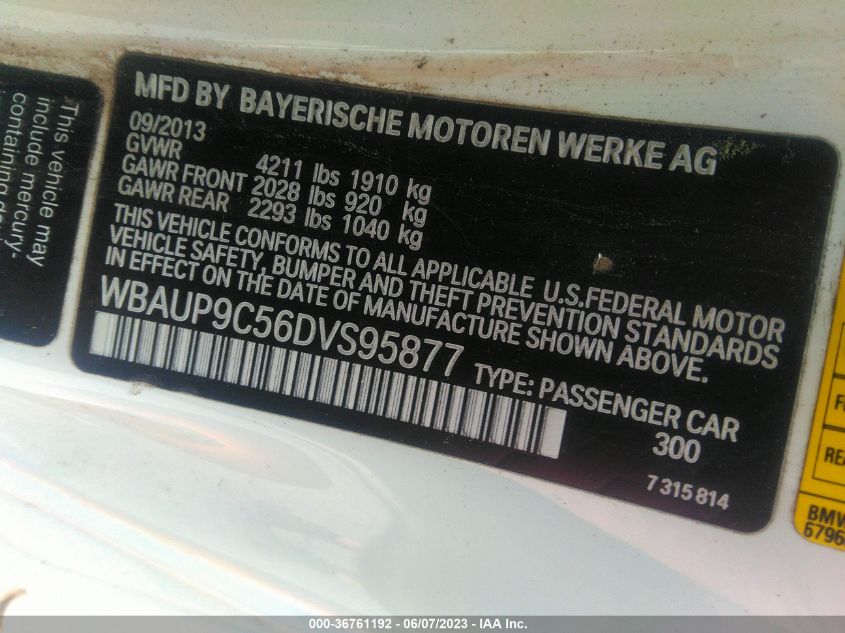 This vehicle may
include mercury-
containing
MFD BY BAYERISCHE MOTOREN WERKE AG
09/2013
GVWR 4211 lbs 1910 kg
GAWR FRONT 2028 lbs 920 kg
GAWR REAR 2293 lbs 1040 kg
THIS VEHICLE CONFORMS TO ALL APPLICABLE U.S.FEDERAL MOTOR
VEHICLE SAFETY, BUMPER AND THEFT PREVENTION STANDARDS
IN EFFECT ON THE DATE OF MANUFACTURE SHOWN ABOVE.
WBAUP9C56DVS95877
TYPE: PASSENGER CAR
300
7 315 814
BMW
6796
000-36761192 - 06/07/2023 - IAA Inc.